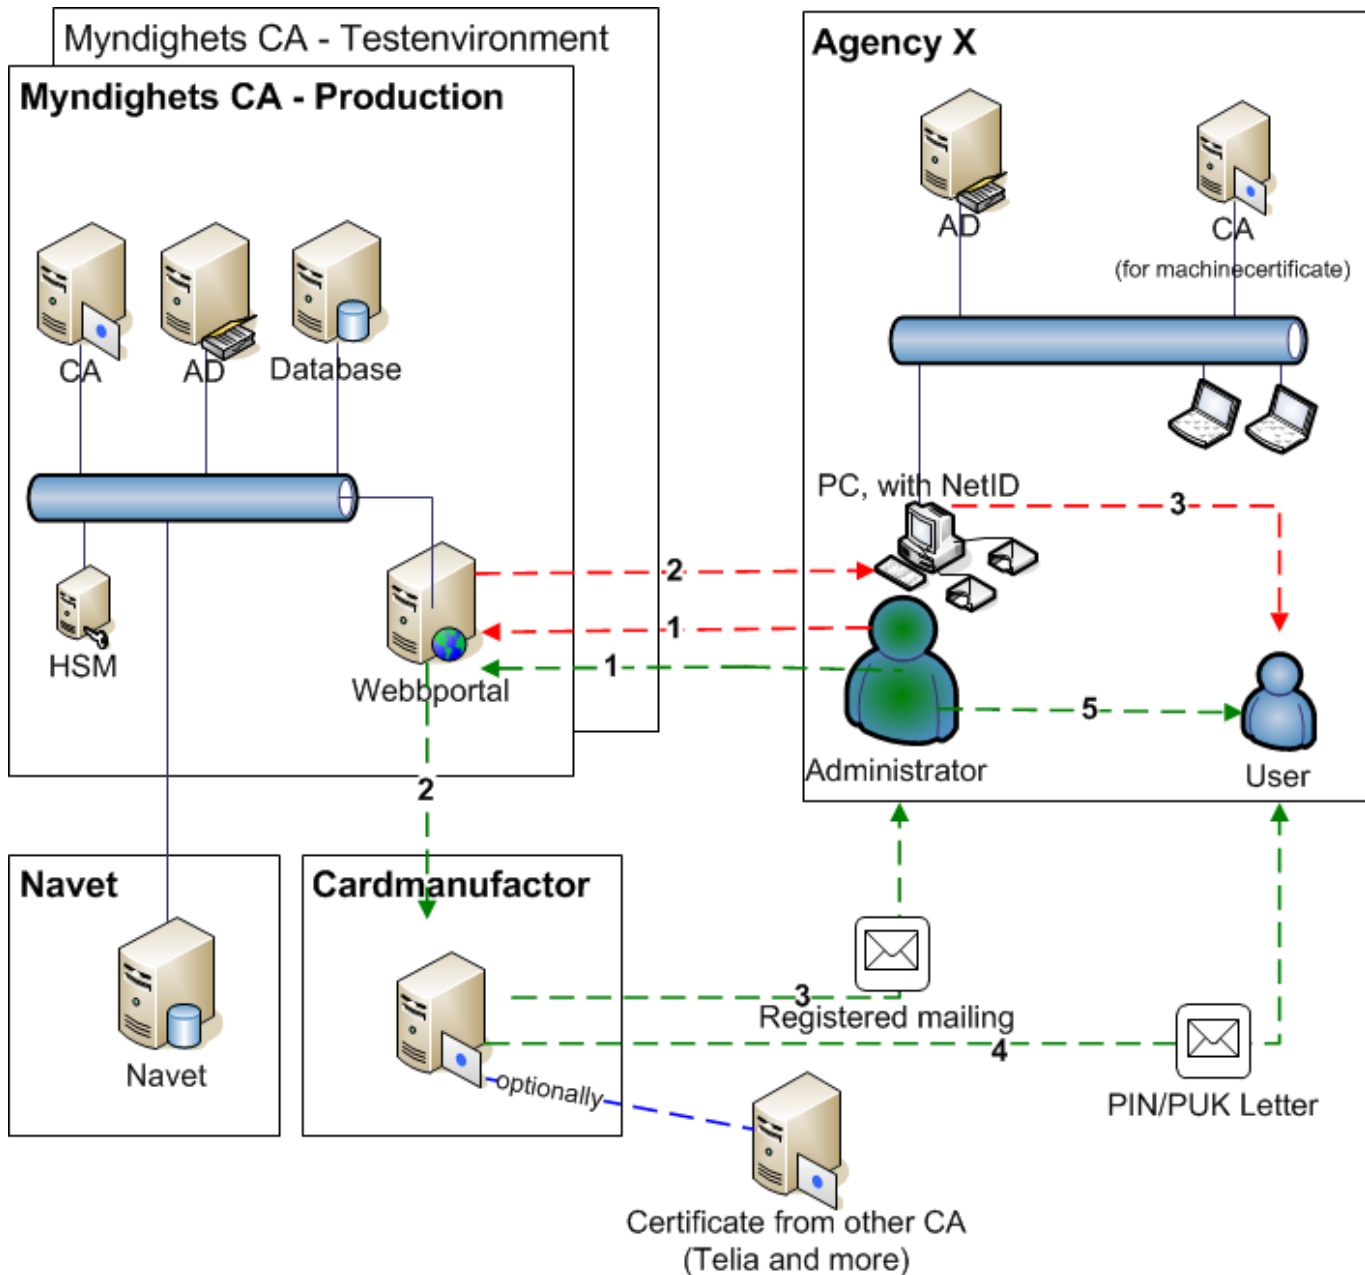 Myndighets CA - Testenvironment
Myndighets CA - Production
CA
AD
Database
HSM
Webbportal
Agency X
AD
CA
(for machinecertificate)
PC, with NetID
3
2
1
1
5
Administrator
User
2
Navet
Navet
Cardmanufactor
3
Registered mailing
4
PIN/PUK Letter
optionally
Certificate from other CA
(Telia and more)